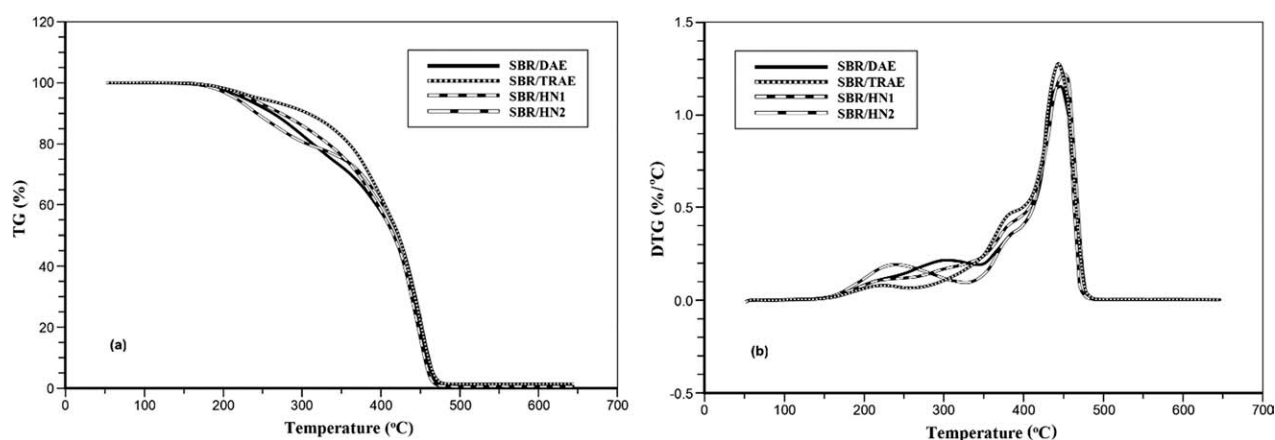 120
100
80
60
40
20
0
TG (%)
SBR/DAE
SBR/TRAE
SBR/HN1
SBR/HN2
(a)
0 100 200 300 400 500 600 700
Temperature (°C)
1.5
1.0
0.5
0.0
-0.5
DTG (%/°C)
SBR/DAE
SBR/TRAE
SBR/HN1
SBR/HN2
(b)
0 100 200 300 400 500 600 700
Temperature (°C)